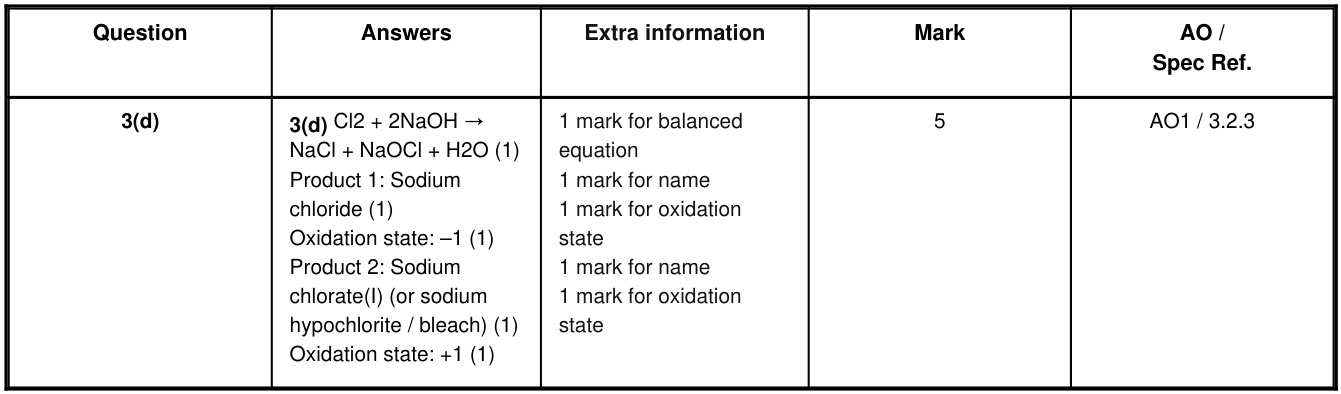 Question Answers Extra information Mark AO /
Spec Ref.
3(d) 3(d) Cl2 + 2NaOH → 1 mark for balanced 5 AO1 / 3.2.3
NaCl + NaOCl + H2O (1) equation
Product 1: Sodium 1 mark for name
chloride (1) 1 mark for oxidation
Oxidation state: –1 (1) state
Product 2: Sodium 1 mark for name
chlorate(I) (or sodium 1 mark for oxidation
hypochlorite / bleach) (1) state
Oxidation state: +1 (1)